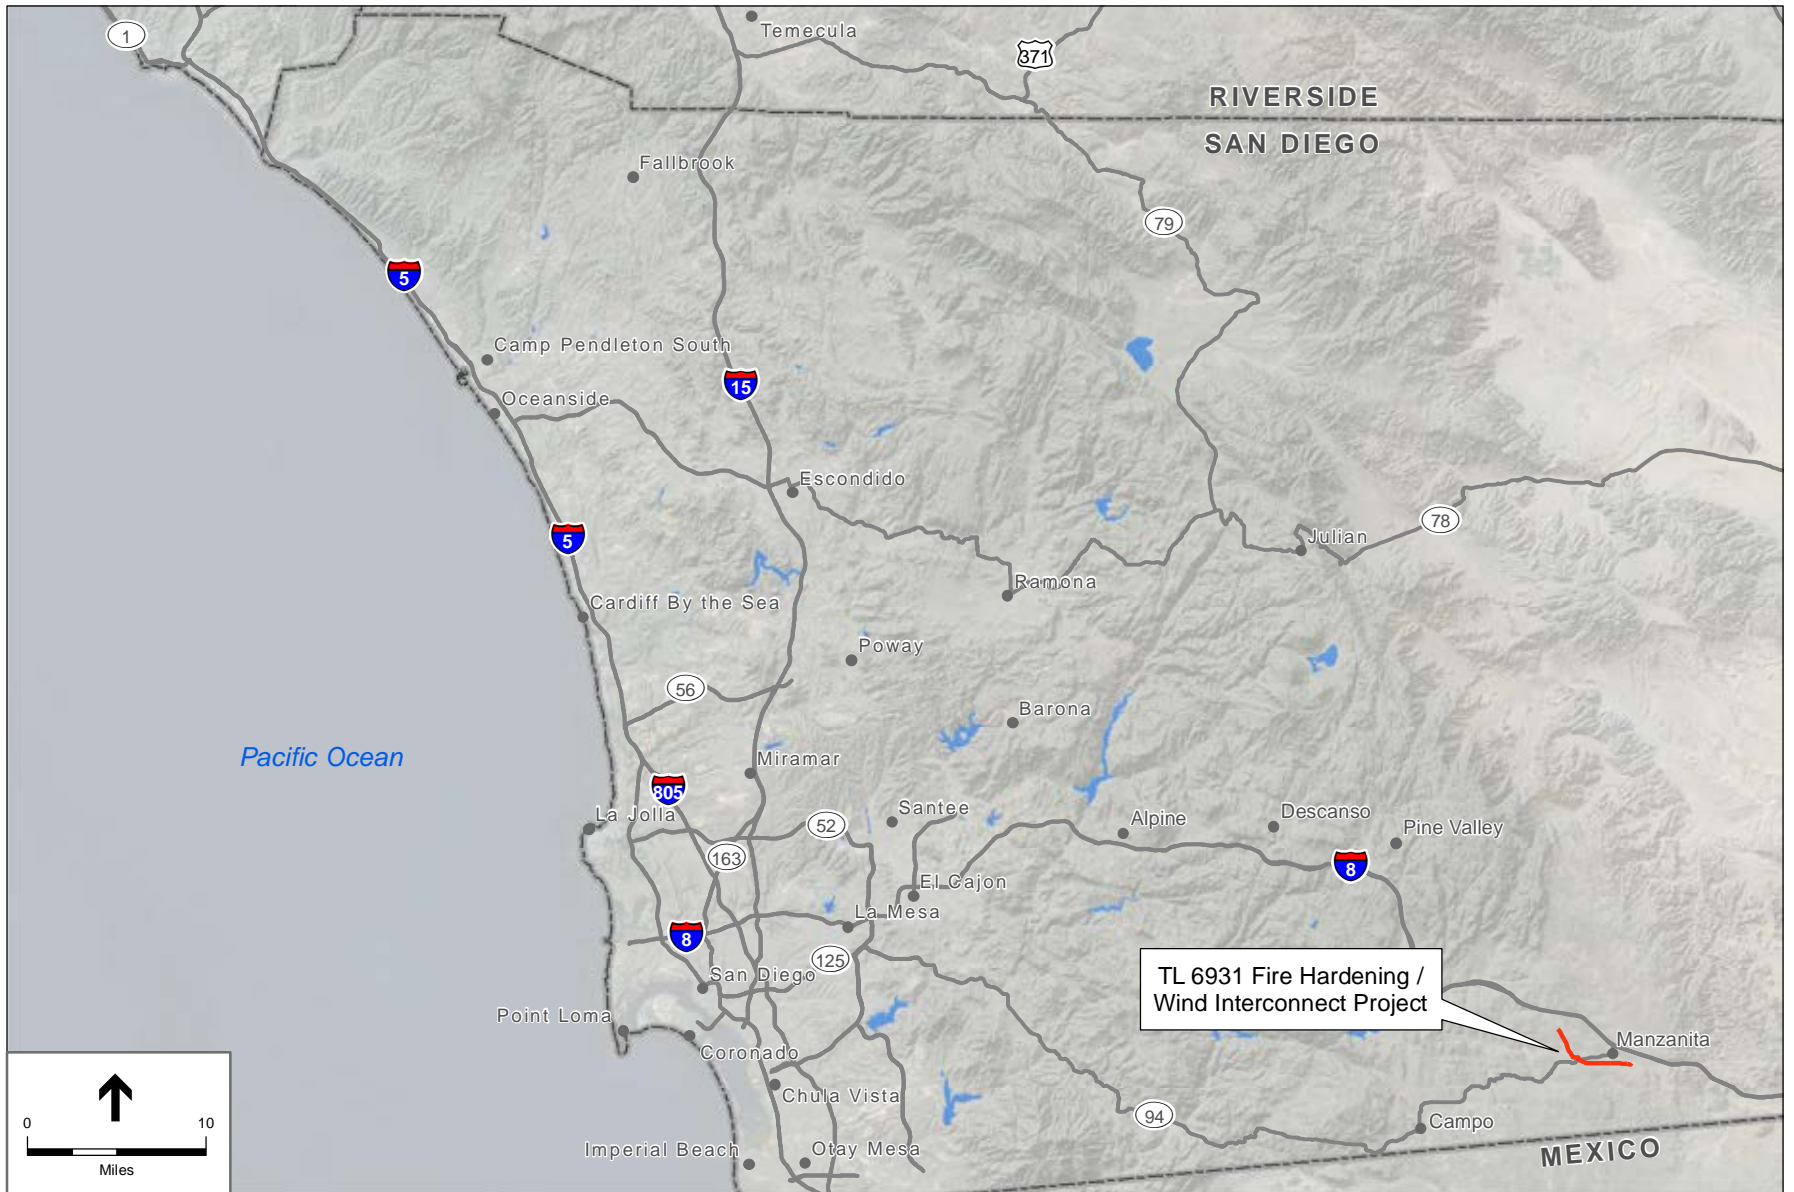 1
Temecula
371
RIVERSIDE
SAN DIEGO
Fallbrook
79
5
Camp Pendleton South
15
Oceanside
Escondido
78
5
Julian
Ramona
Cardiff By the Sea
Poway
56
Barona
Pacific Ocean
Miramar
805
La Jolla
Santee
52
Alpine
Descanso
Pine Valley
163
8
El Cajon
La Mesa
8
125
San Diego
TL 6931 Fire Hardening /
Wind Interconnect Project
Point Loma
Manzanita
Coronado
Chula Vista
94
Campo
Imperial Beach
Otay Mesa
MEXICO
0 10
Miles